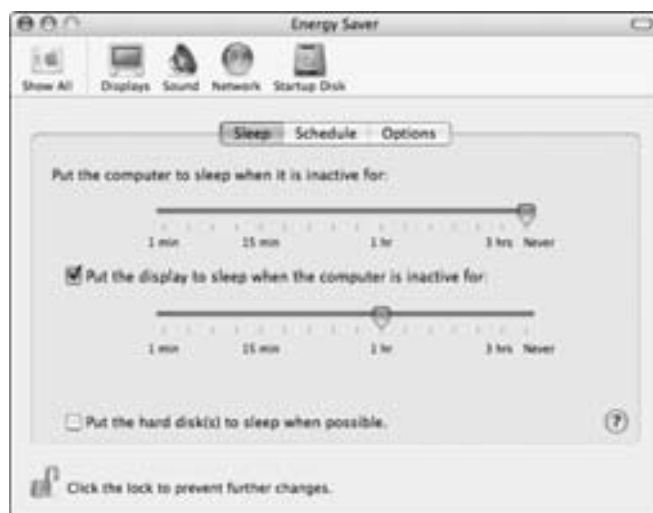 Energy Saver
Show All Displays Sound Network Startup Disk
Sleep Schedule Options
Put the computer to sleep when it is inactive for:
1 min 15 min 1 hr 3 hrs Never
Put the display to sleep when the computer is inactive for:
1 min 15 min 1 hr 3 hrs Never
Put the hard disk(s) to sleep when possible.
?
Click the lock to prevent further changes.